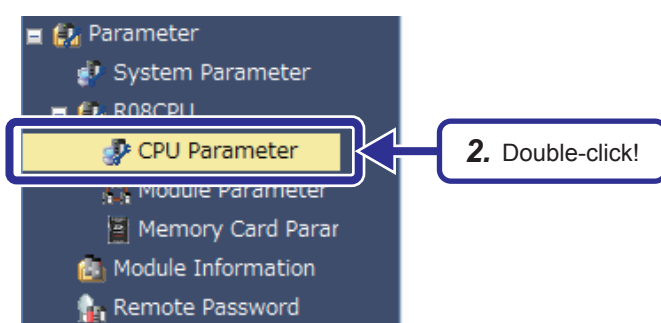 Parameter
System Parameter
R08CPU
CPU Parameter
2. Double-click!
Module Parameter
Memory Card Parar
Module Information
Remote Password